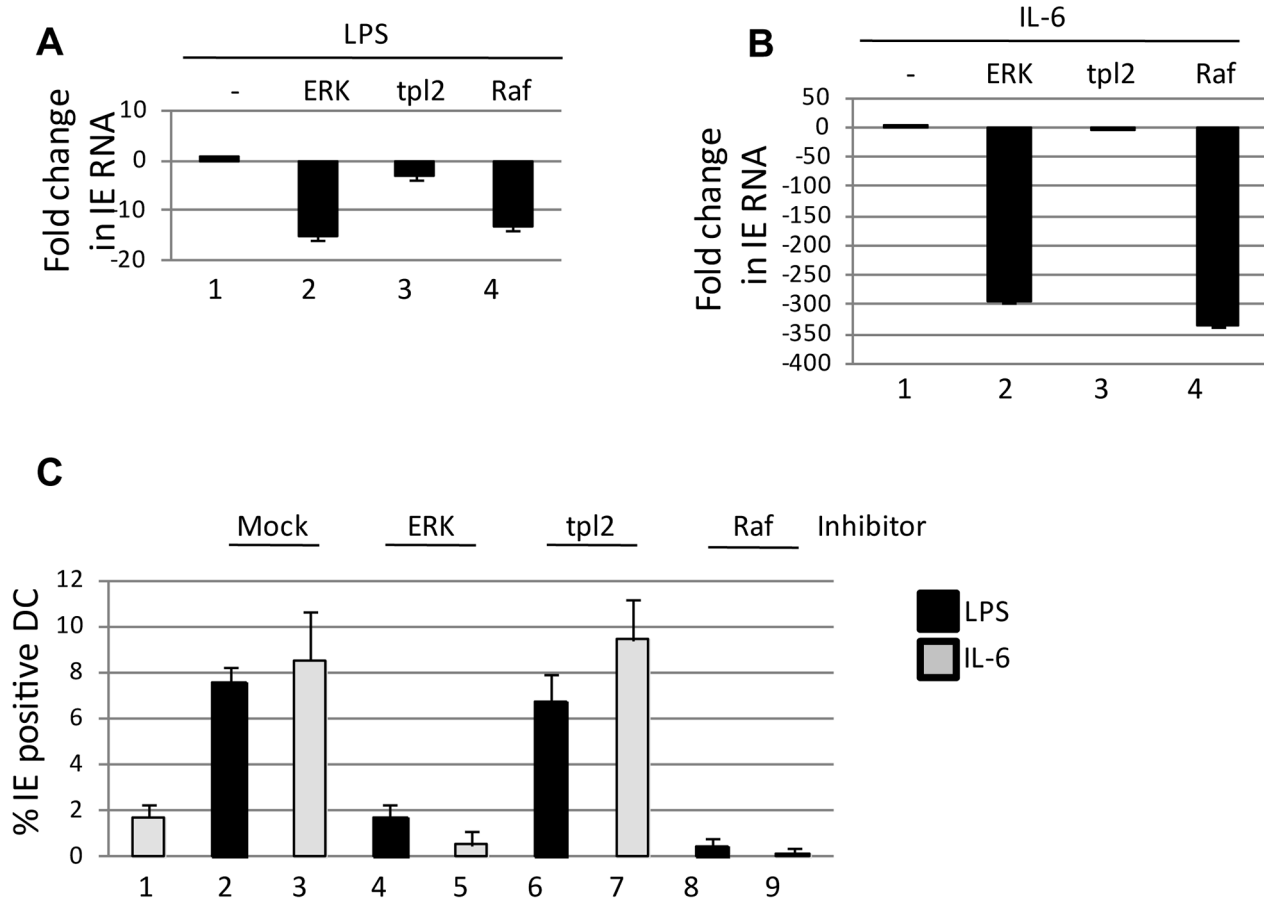 A
LPS
- ERK tpl2 Raf
Fold change
in IE RNA
10
0
-10
-20
1 2 3 4
B
IL-6
- ERK tpl2 Raf
Fold change
in IE RNA
50
0
-50
-100
-150
-200
-250
-300
-350
-400
1 2 3 4
C
Mock ERK tpl2 Raf Inhibitor
% IE positive DC
12
10
8
6
4
2
0
1 2 3 4 5 6 7 8 9
LPS
IL-6